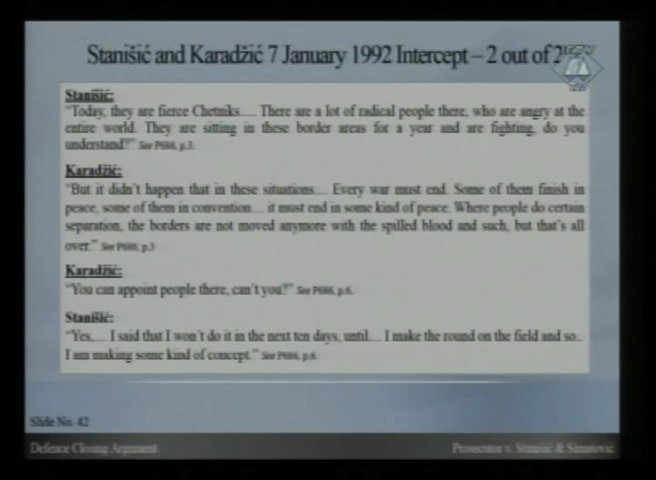 Stanišić and Karadžić 7 January 1992 Intercept – 2 out of 2
Stanišić:
"Today, they are fierce Chetniks.... There are a lot of radical people there, who are angry at the
entire world. They are sitting in these border areas for a year and are fighting, do you
understand?" See P686, p.3.
Karadžić:
"But it didn't happen that in these situations.... Every war must end. Some of them finish in
peace, some of them in convention.... it must end in some kind of peace. Where people do certain
separation, the borders are not moved anymore with the spilled blood and such, but that's all
over." See P686, p.3
Karadžić:
"You can appoint people there, can't you?" See P686, p.6.
Stanišić:
"Yes,.... I said that I won't do it in the next ten days, until.... I make the round on the field and so..
I am making some kind of concept." See P686, p.6.
Slide No. 42
Defence Closing Argument
Prosecutor v. Stanišić & Simatović